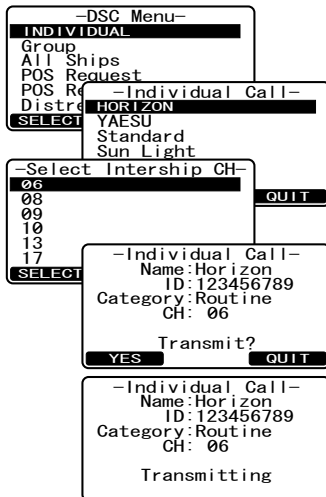 -DSC Menu-
INDIVIDUAL
Group
All Ships
POS Request
POS Re
Distre
SELECT
-Individual Call-
HORIZON
YAESU
Standard
Sun Light
QUIT
-Select Intership CH-
06
08
09
10
13
17
SELECT
-Individual Call-
Name:Horizon
ID:123456789
Category:Routine
CH: 06
Transmit?
YES QUIT
-Individual Call-
Name:Horizon
ID:123456789
Category:Routine
CH: 06
Transmitting